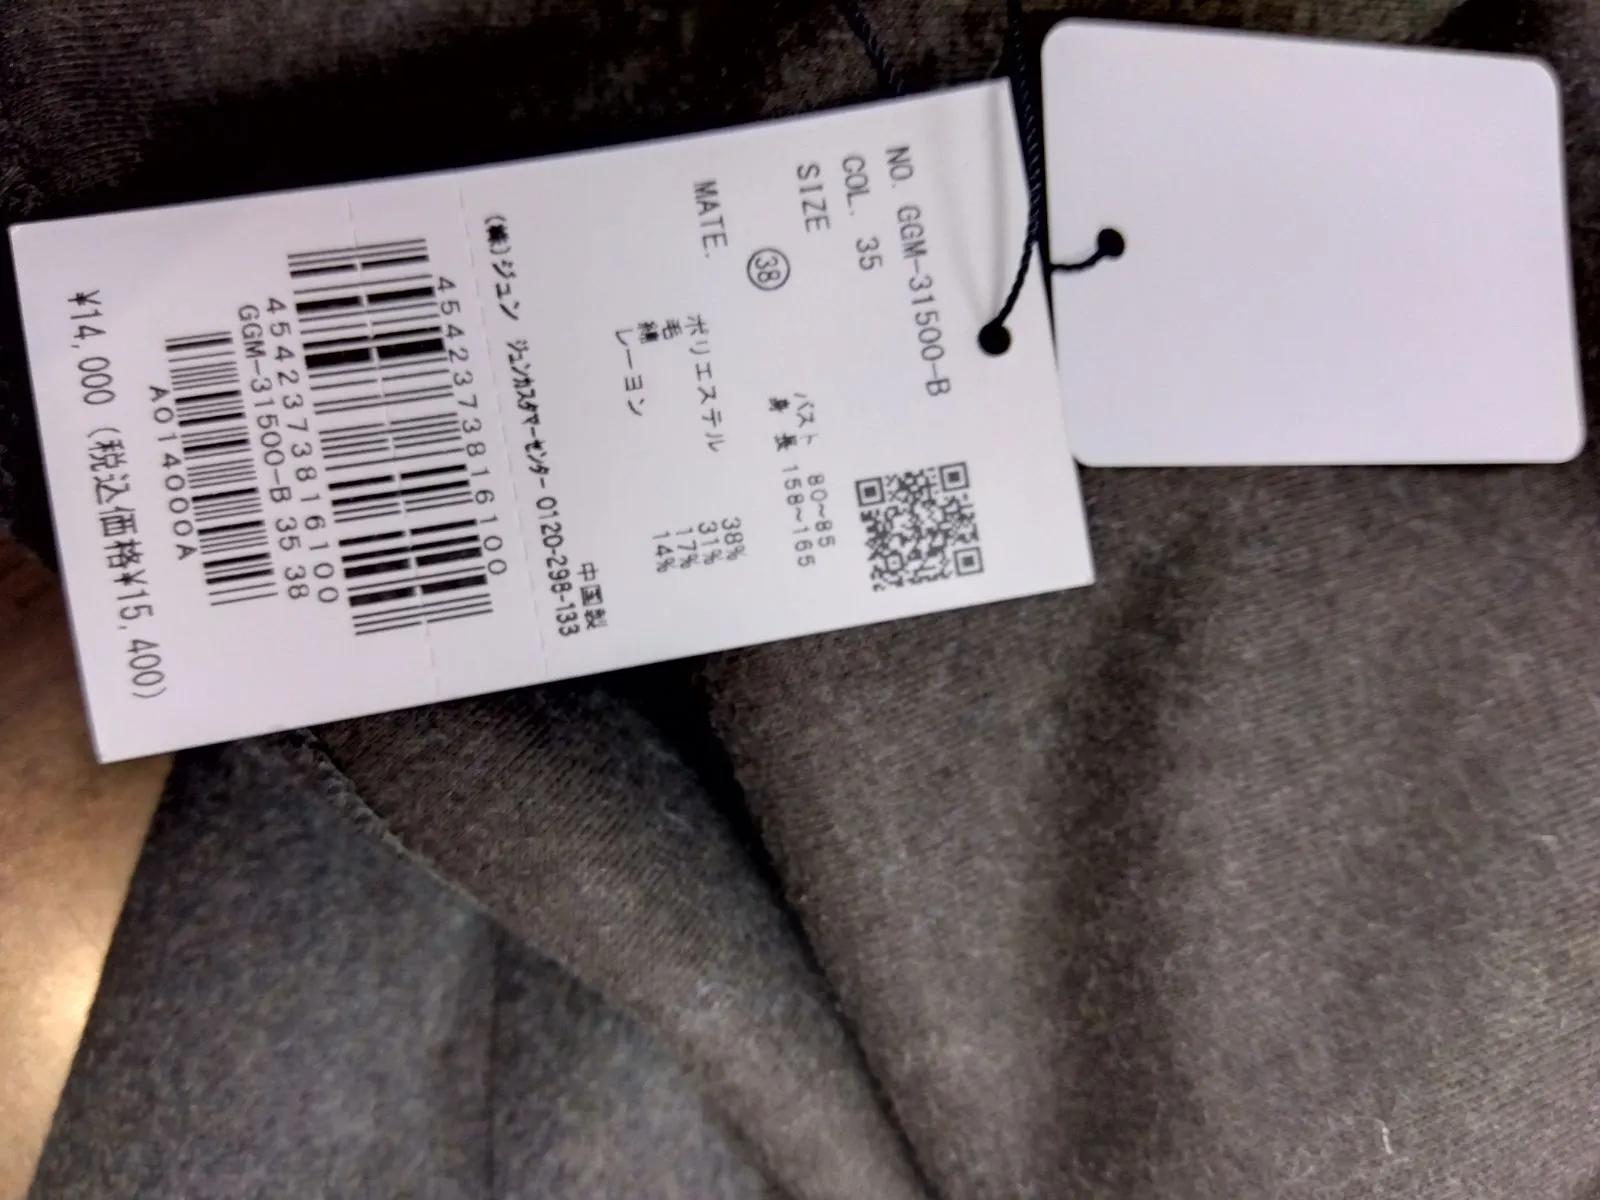 NO. GGM-31500-B
COL. 35
SIZE
バスト 80~85
38 身長 158~165
MATE.
ポリエステル 38%
毛 31%
綿 17%
レーヨン 14%
中国製
(株)ジュン ジュンカスタマーセンター 0120-298-133
4542373816100
4542373816100
GGM-31500-B 35 38
A014000A
¥14,000 (税込価格¥15,400)